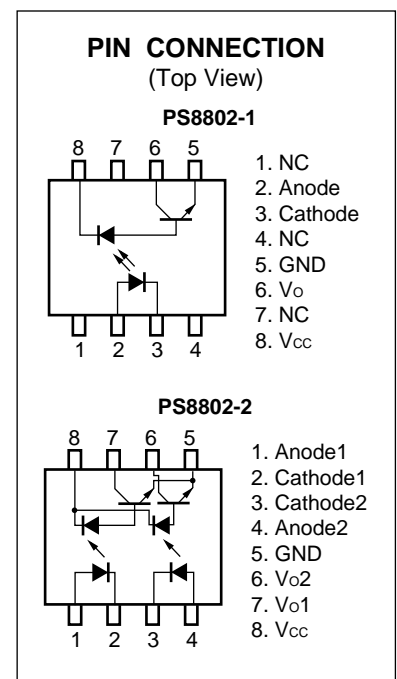 PIN CONNECTION
(Top View)
PS8802-1
8 7 6 5
1. NC
2. Anode
3. Cathode
4. NC
5. GND
6. VO
7. NC
8. VCC
1 2 3 4
PS8802-2
8 7 6 5
1. Anode1
2. Cathode1
3. Cathode2
4. Anode2
5. GND
6. VO2
7. VO1
8. VCC
1 2 3 4